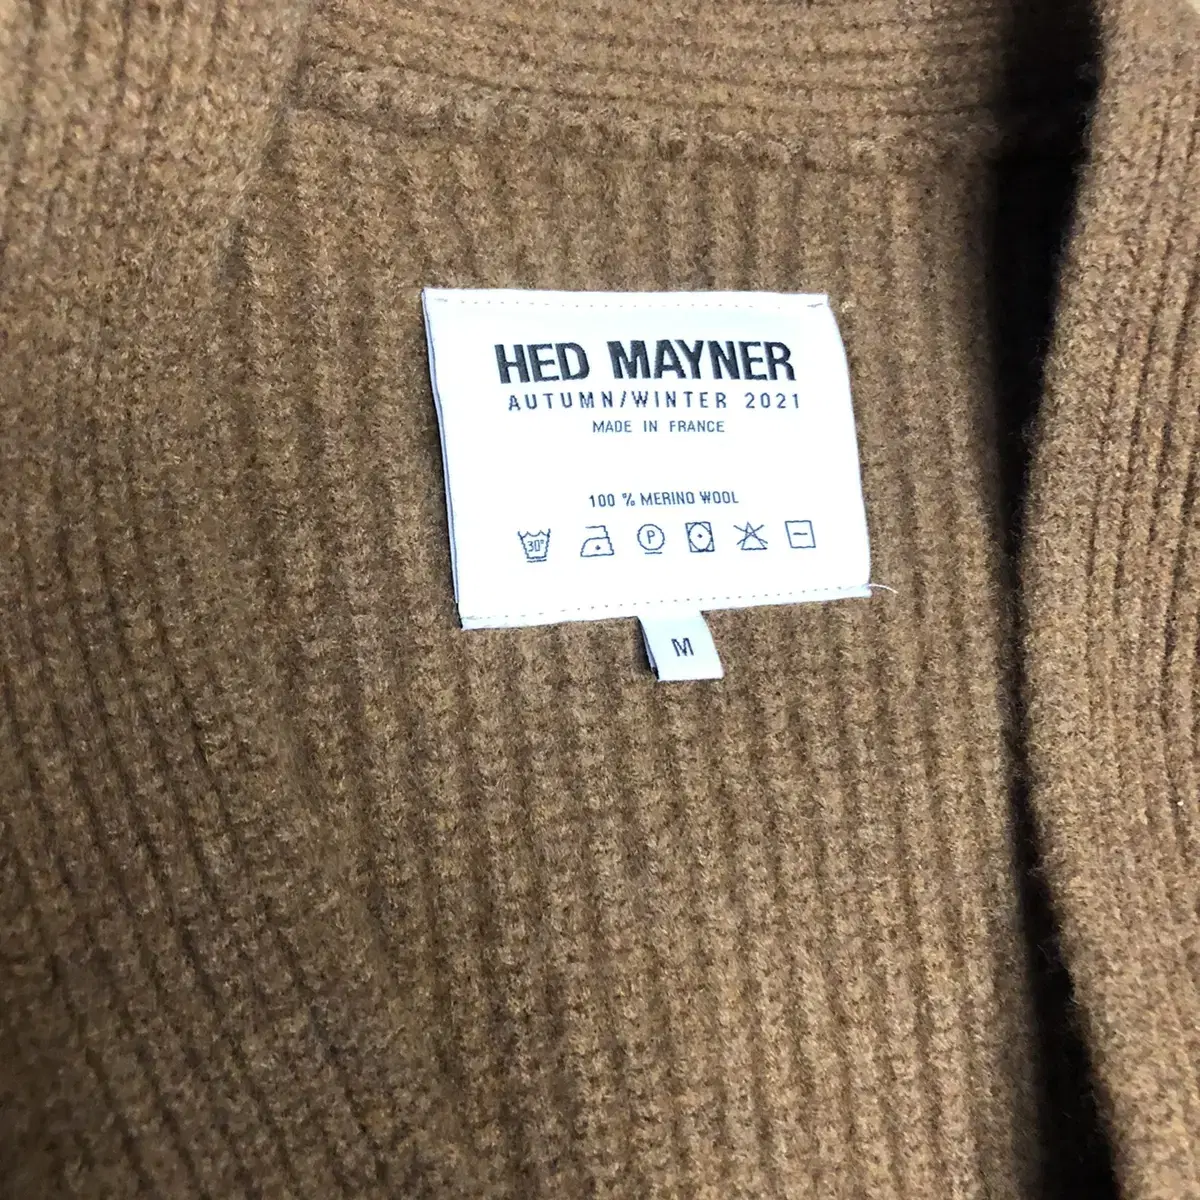 HED MAYNER
AUTUMN/WINTER 2021
MADE IN FRANCE
100 % MERINO WOOL
30°
P
M